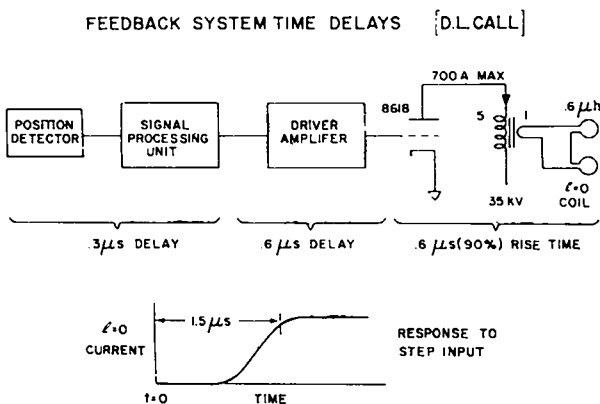 FEEDBACK SYSTEM TIME DELAYS [D.L.CALL]
700 A MAX
8618
5
1
.6 μh
POSITION
DETECTOR
SIGNAL
PROCESSING
UNIT
DRIVER
AMPLIFER
ℓ=0
COIL
35 KV
.3μs DELAY
.6 μs DELAY
.6 μs (90%) RISE TIME
1.5 μs
ℓ=0
CURRENT
RESPONSE TO
STEP INPUT
t=0
TIME